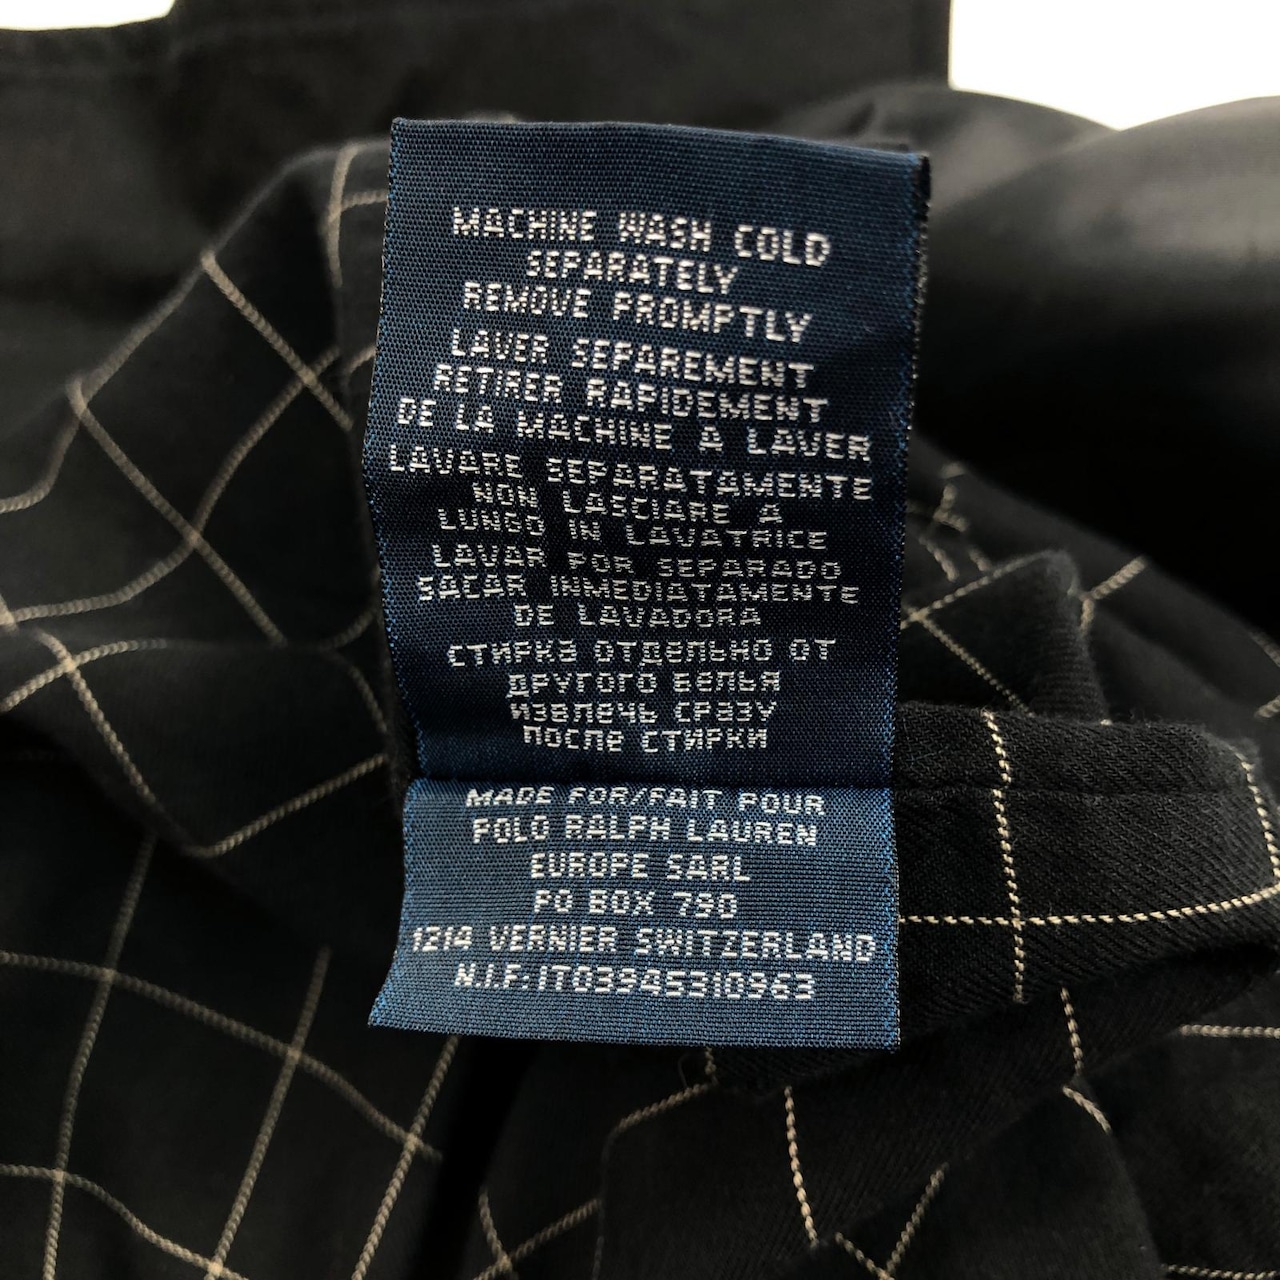 MACHINE WASH COLD
SEPARATELY
REMOVE PROMPTLY
LAVER SEPAREMENT
RETIRER RAPIDEMENT
DE LA MACHINE A LAVER
LAVARE SEPARATAMENTE
NON LASCIARE A
LUNGO IN LAVATRICE
LAVAR POR SEPARADO
SACAR INMEDIATAMENTE
DE LAVADORA
СТИРКА ОТДЕЛЬНО ОТ
ДРУГОГО БЕЛЬЯ
ИЗВЛЕЧЬ СРАЗУ
ПОСЛЕ СТИРКИ
MADE FOR/FAIT POUR
POLO RALPH LAUREN
EUROPE SARL
PO BOX 790
1214 VERNIER SWITZERLAND
N.I.F:IT03945310963